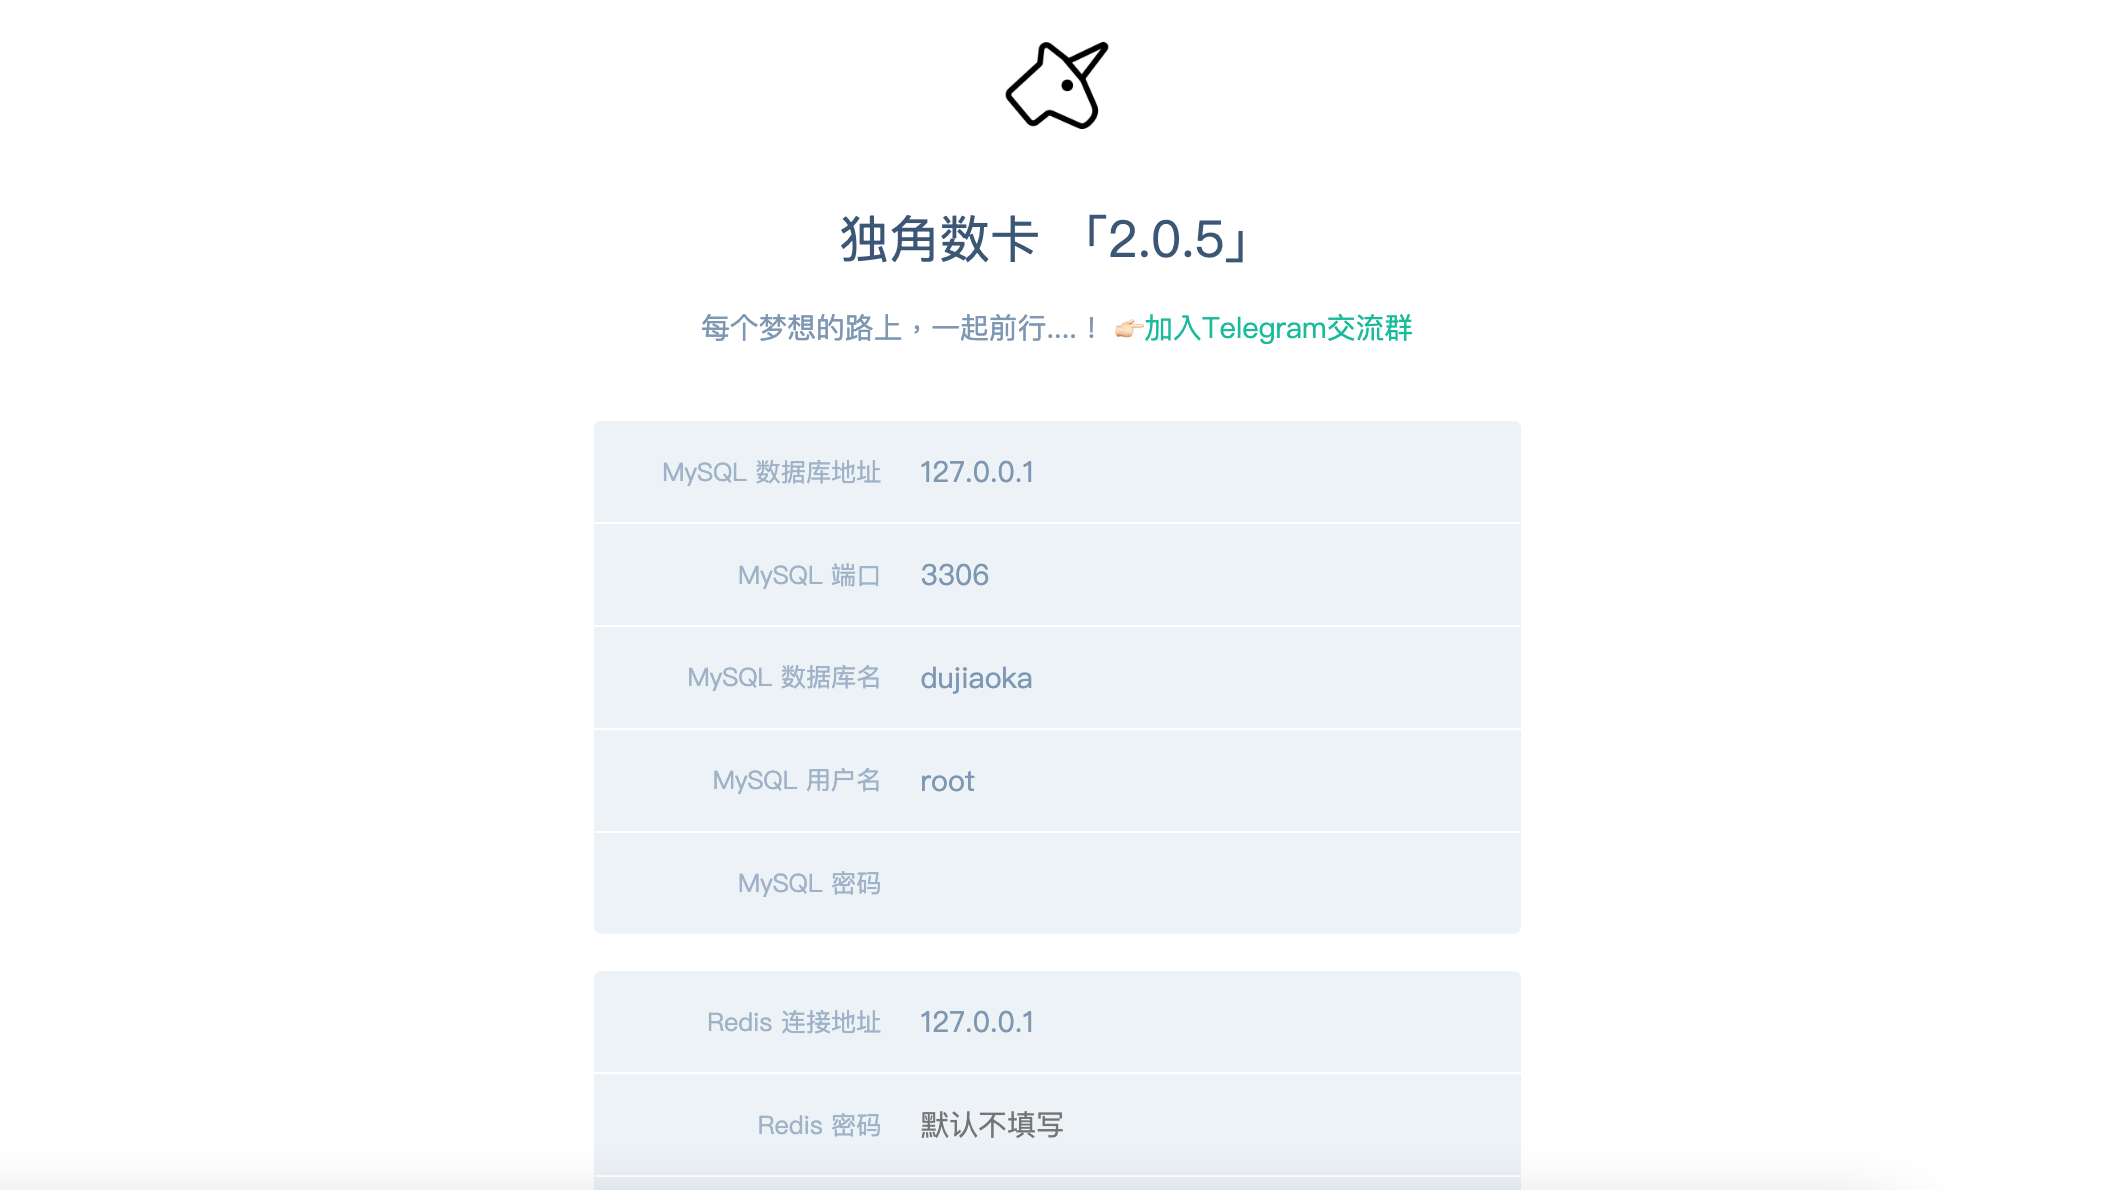 独角数卡 「2.0.5」
每个梦想的路上，一起前行....！ 👉🏻加入Telegram交流群
MySQL 数据库地址 127.0.0.1
MySQL 端口 3306
MySQL 数据库名 dujiaoka
MySQL 用户名 root
MySQL 密码
Redis 连接地址 127.0.0.1
Redis 密码 默认不填写